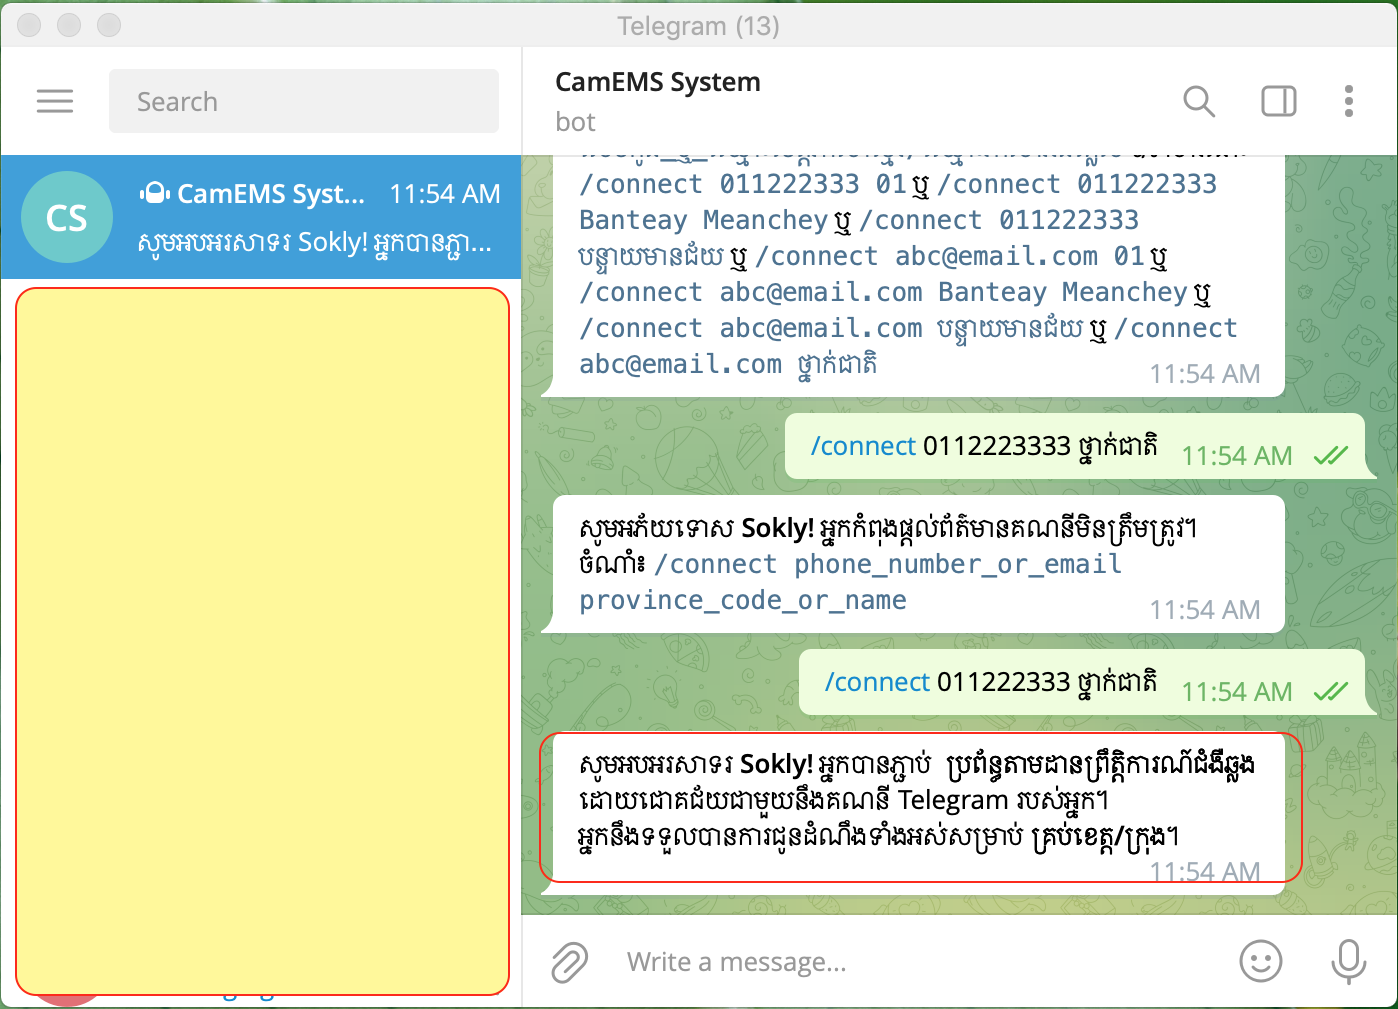 Telegram (13)
Search
CamEMS System
bot
CS
CamEMS Syst... 11:54 AM
សូមអបអរសាទរ Sokly! អ្នកបានភ្ជា...
/connect 011222333 01 ឬ /connect 011222333
Banteay Meanchey ឬ /connect 011222333
បន្ទាយមានជ័យ ឬ /connect abc@email.com 01 ឬ
/connect abc@email.com Banteay Meanchey ឬ
/connect abc@email.com បន្ទាយមានជ័យ ឬ /connect
abc@email.com ថ្នាក់ជាតិ
11:54 AM
/connect 0112223333 ថ្នាក់ជាតិ 11:54 AM
សូមអភ័យទោស Sokly! អ្នកកំពុងផ្តល់ព័ត៌មានគណនីមិនត្រឹមត្រូវ។
ចំណាំ៖ /connect phone_number_or_email
province_code_or_name
11:54 AM
/connect 011222333 ថ្នាក់ជាតិ 11:54 AM
សូមអបអរសាទរ Sokly! អ្នកបានភ្ជាប់ ប្រព័ន្ធតាមដានព្រឹត្តិការណ៍ជំងឺឆ្លង
ដោយជោគជ័យជាមួយនឹងគណនី Telegram របស់អ្នក។
អ្នកនឹងទទួលបានការជូនដំណឹងទាំងអស់សម្រាប់ គ្រប់ខេត្ត/ក្រុង។
11:54 AM
Write a message...